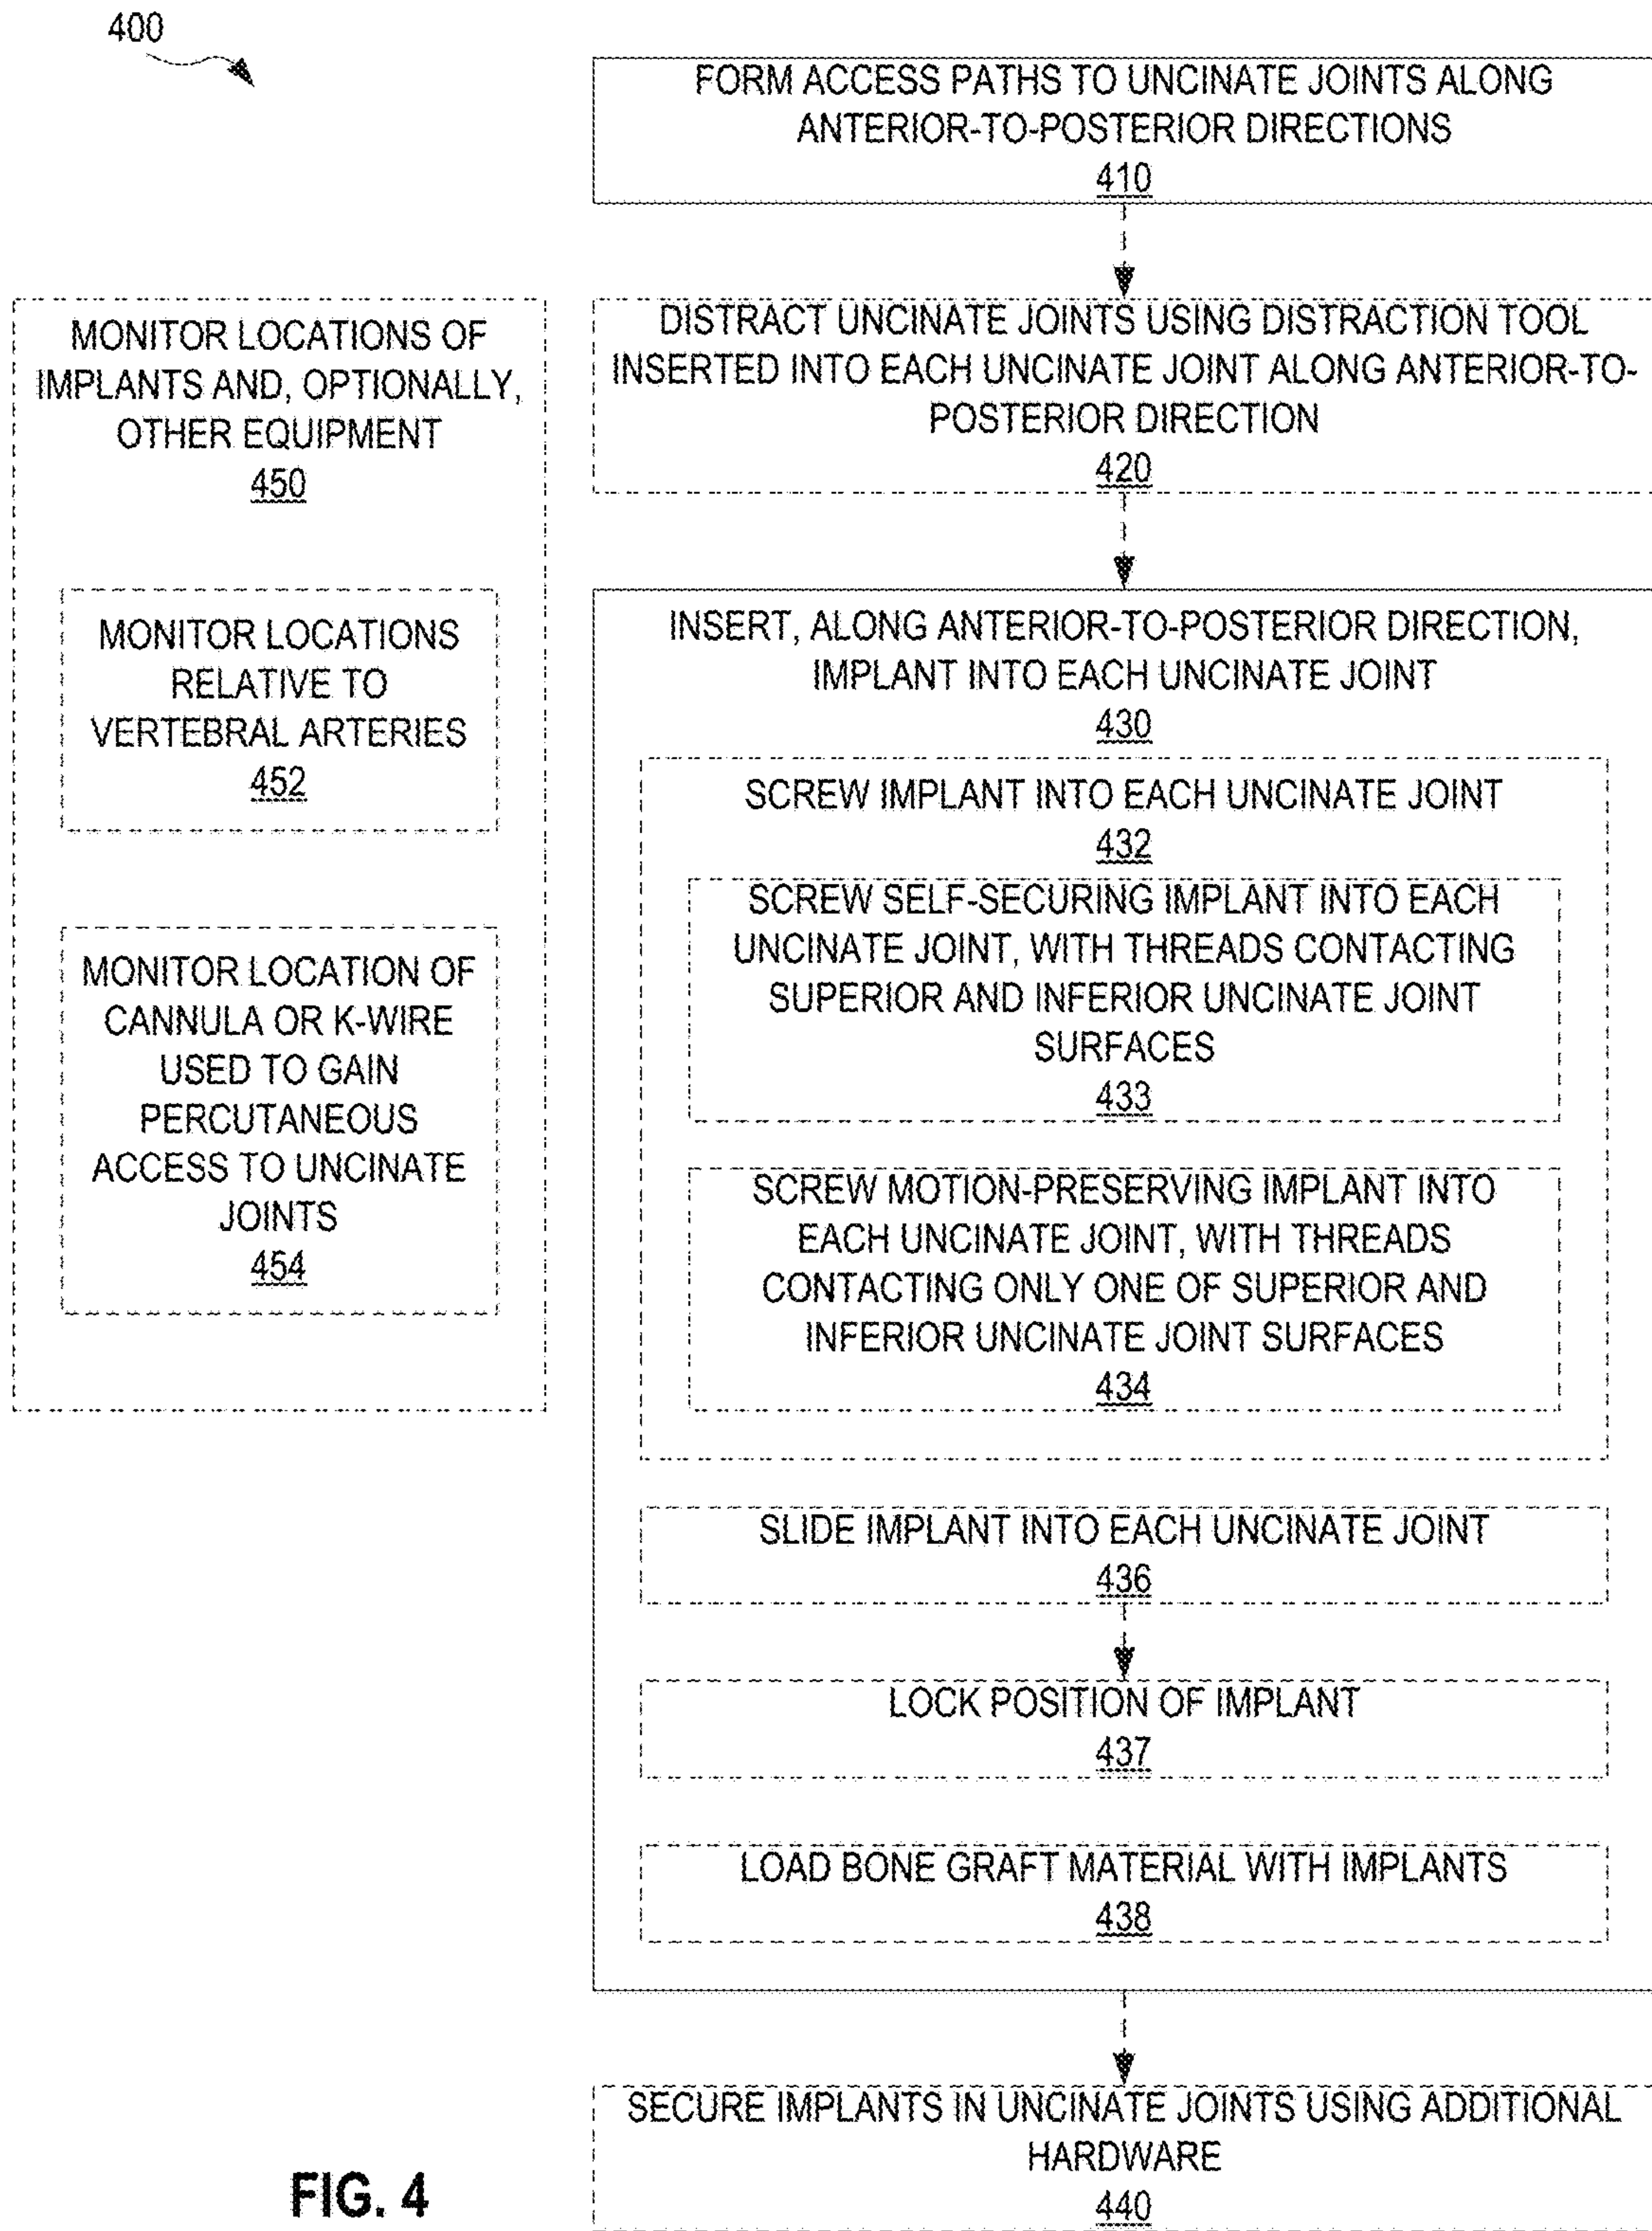 400
FORM ACCESS PATHS TO UNCINATE JOINTS ALONG
ANTERIOR-TO-POSTERIOR DIRECTIONS
410
DISTRACT UNCINATE JOINTS USING DISTRACTION TOOL
INSERTED INTO EACH UNCINATE JOINT ALONG ANTERIOR-TO-
POSTERIOR DIRECTION
420
MONITOR LOCATIONS OF
IMPLANTS AND, OPTIONALLY,
OTHER EQUIPMENT
450
MONITOR LOCATIONS
RELATIVE TO
VERTEBRAL ARTERIES
452
MONITOR LOCATION OF
CANNULA OR K-WIRE
USED TO GAIN
PERCUTANEOUS
ACCESS TO UNCINATE
JOINTS
454
INSERT, ALONG ANTERIOR-TO-POSTERIOR DIRECTION,
IMPLANT INTO EACH UNCINATE JOINT
430
SCREW IMPLANT INTO EACH UNCINATE JOINT
432
SCREW SELF-SECURING IMPLANT INTO EACH
UNCINATE JOINT, WITH THREADS CONTACTING
SUPERIOR AND INFERIOR UNCINATE JOINT
SURFACES
433
SCREW MOTION-PRESERVING IMPLANT INTO
EACH UNCINATE JOINT, WITH THREADS
CONTACTING ONLY ONE OF SUPERIOR AND
INFERIOR UNCINATE JOINT SURFACES
434
SLIDE IMPLANT INTO EACH UNCINATE JOINT
436
LOCK POSITION OF IMPLANT
437
LOAD BONE GRAFT MATERIAL WITH IMPLANTS
438
SECURE IMPLANTS IN UNCINATE JOINTS USING ADDITIONAL
HARDWARE
440
FIG. 4